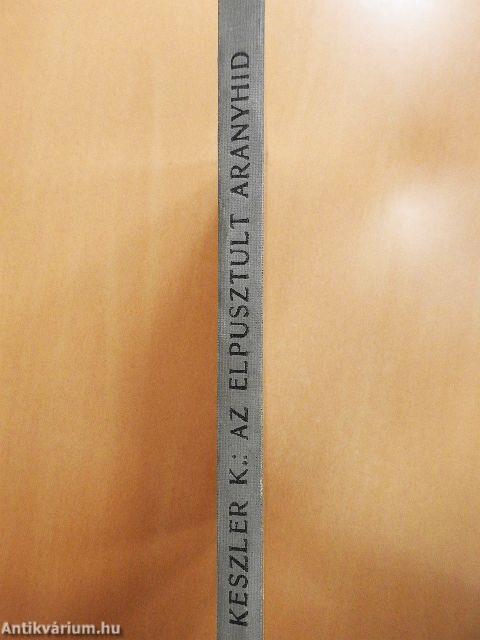 KESZLER K.: AZ ELPUSZTULT ARANYHID
Antikvárium.hu